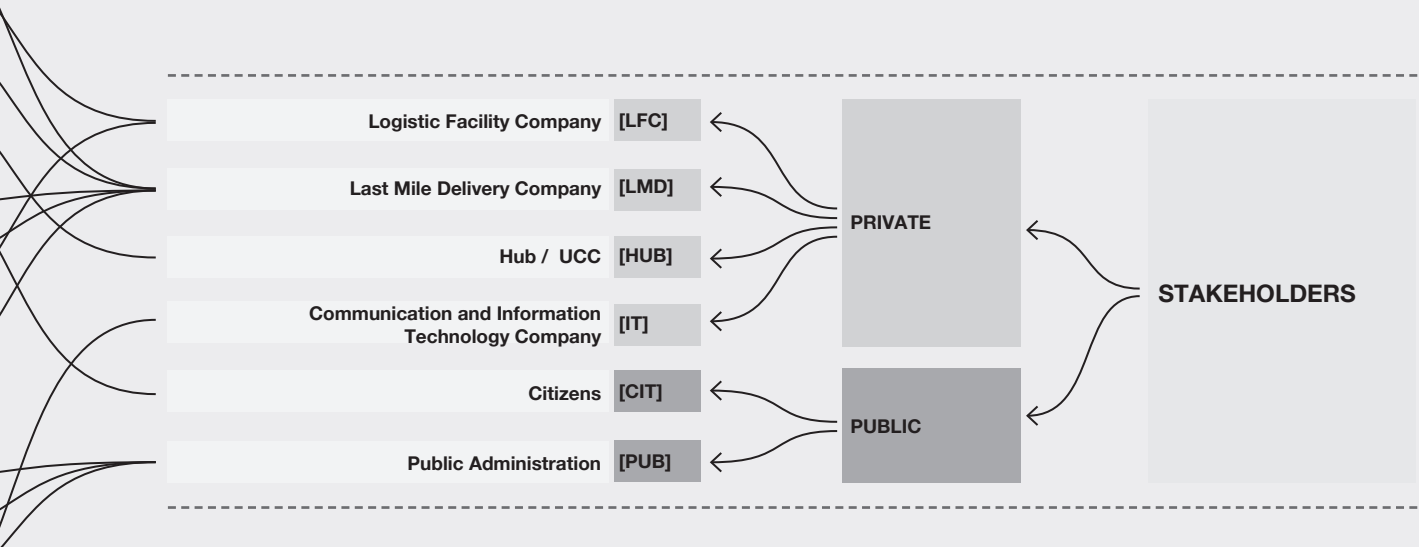 Logistic Facility Company [LFC]
Last Mile Delivery Company [LMD]
Hub / UCC [HUB]
Communication and Information
Technology Company
[IT]
Citizens [CIT]
Public Administration [PUB]
PRIVATE
PUBLIC
STAKEHOLDERS